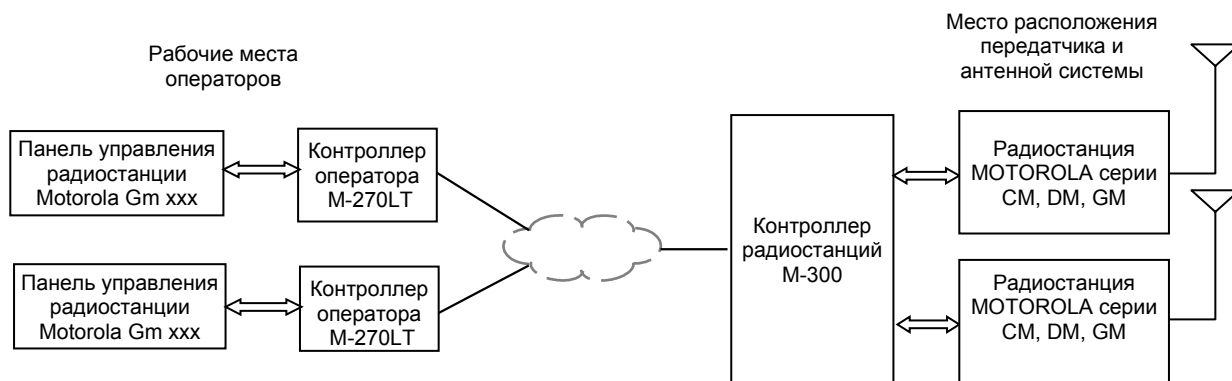 Рабочие места
операторов
Место расположения
передатчика и
антенной системы
Панель управления
радиостанции
Motorola Gm xxx
Контроллер
оператора
М-270LT
Панель управления
радиостанции
Motorola Gm xxx
Контроллер
оператора
М-270LT
Контроллер
радиостанций
М-300
Радиостанция
MOTOROLA серии
CM, DM, GM
Радиостанция
MOTOROLA серии
CM, DM, GM